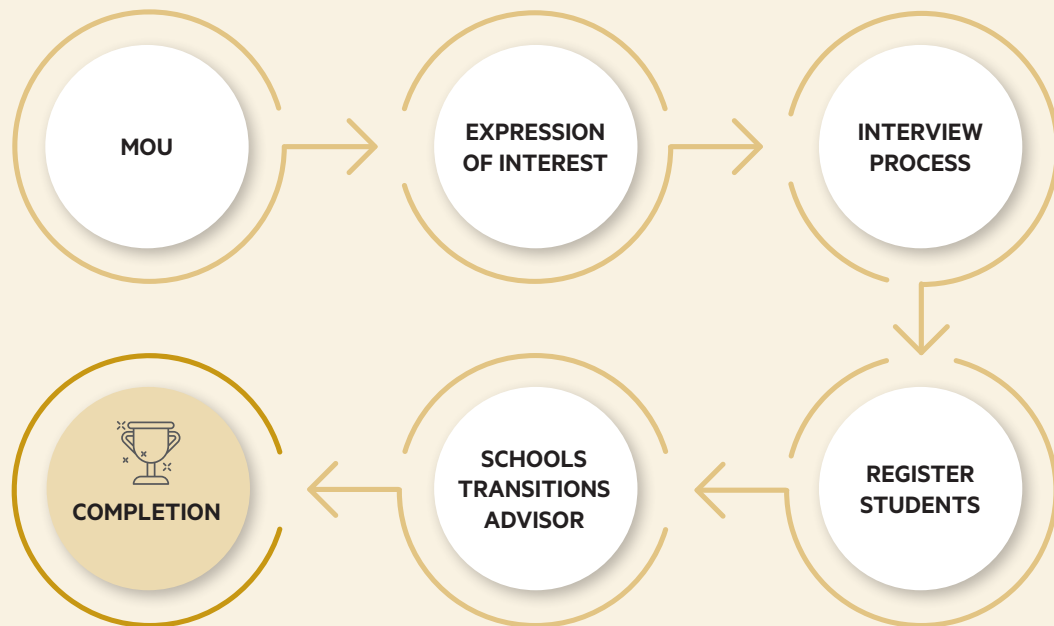 MOU
EXPRESSION
OF INTEREST
INTERVIEW
PROCESS
REGISTER
STUDENTS
SCHOOLS
TRANSITIONS
ADVISOR
COMPLETION